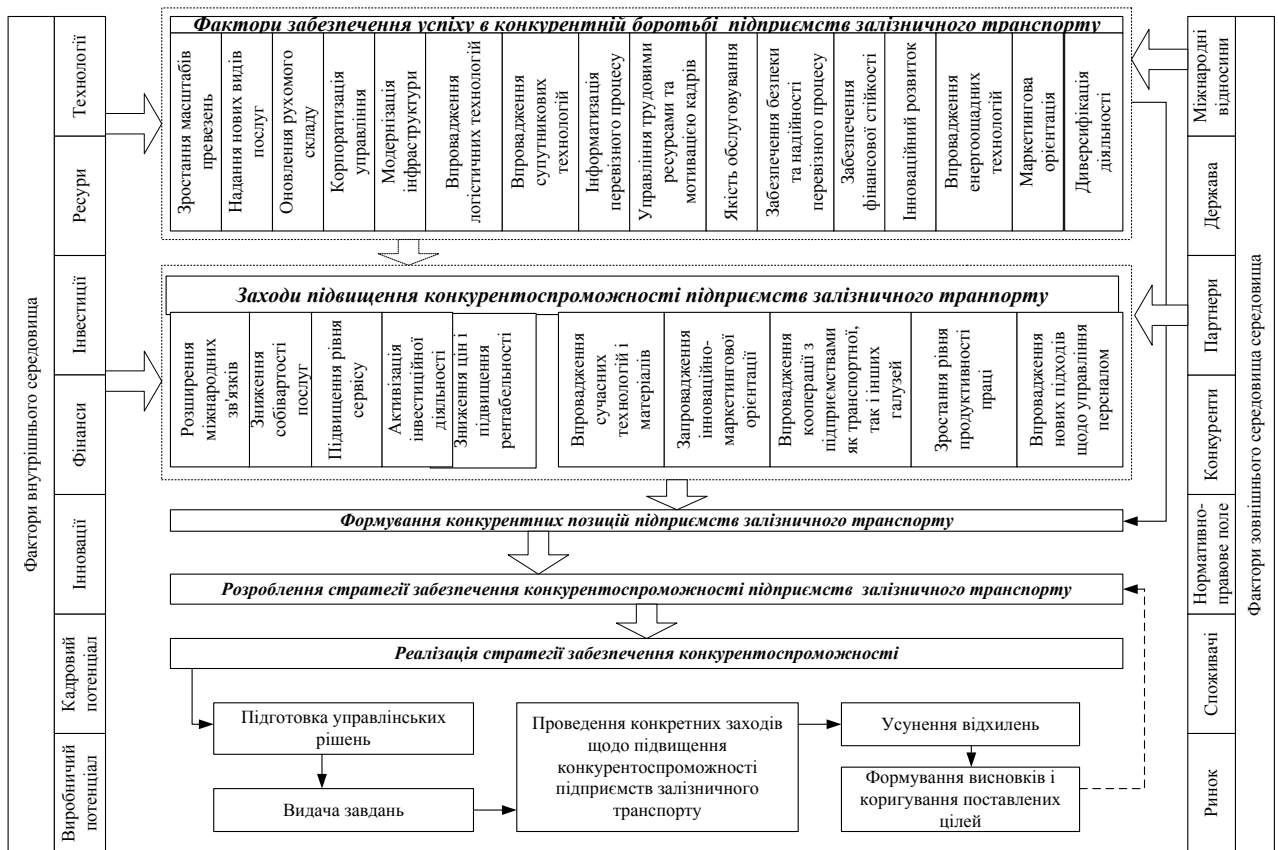 Фактори внутрішнього середовища
Технології
Ресури
Інвестиції
Фінанси
Інновації
Кадровий
потенціал
Виробничий
потенціал
Фактори забезпечення успіху в конкурентній боротьбі підприємств залізничного транспорту
Зростання масштабів
превезень
Надання нових видів
послуг
Оновлення рухомого
складу
Корпоратизація
управління
Модернізація
інфраструктури
Впровадження
логістичних технологій
Впровадження
супутникових
технологій
Інформатизація
перевізного процесу
Управління трудовими
ресурсами та
мотивацією кадрів
Якість обслуговування
Забезпечення безпеки
та надійності
перевізного процесу
Забезпечення
фінансової стійкості
Інноваційний розвиток
Впровадження
енергоощадних
технологій
Маркетингова
орієнтація
Диверсифікація
діяльності
Заходи підвищення конкурентоспроможності підприємств залізничного транпорту
Розширення
міжнародних
зв'язків
Зниження
собівартості
послуг
Підвищення рівня
сервісу
Активізація
інвестиційної
діяльності
Зниження цін і
підвищення
рентабельності
Впровадження
сучасних
технологій і
матеріалів
Запровадження
інноваційно-
маркетингової
орієнтації
Впровадження
кооперації з
підприємствами
як транспортної,
так і інших
галузей
Зростання рівня
продуктивності
праці
Впровадження
нових підходів
щодо управління
персналом
Формування конкурентних позицій підприємств залізничного транспорту
Розроблення стратегії забезпечення конкурентоспроможності підприємств залізничного транспорту
Реалізація стратегії забезпечення конкурентоспроможності
Підготовка управлінських
рішень
Видача завдань
Проведення конкретних заходів
щодо підвищення
конкурентоспроможності
підприємств залізничного
транспорту
Усунення відхилень
Формування висновків і
коригування поставлених
цілей
Міжнародні
відносини
Держава
Партнери
Конкуренти
Нормативно-
правове поле
Споживачі
Ринок
Фактори зовнішнього середовища середовища